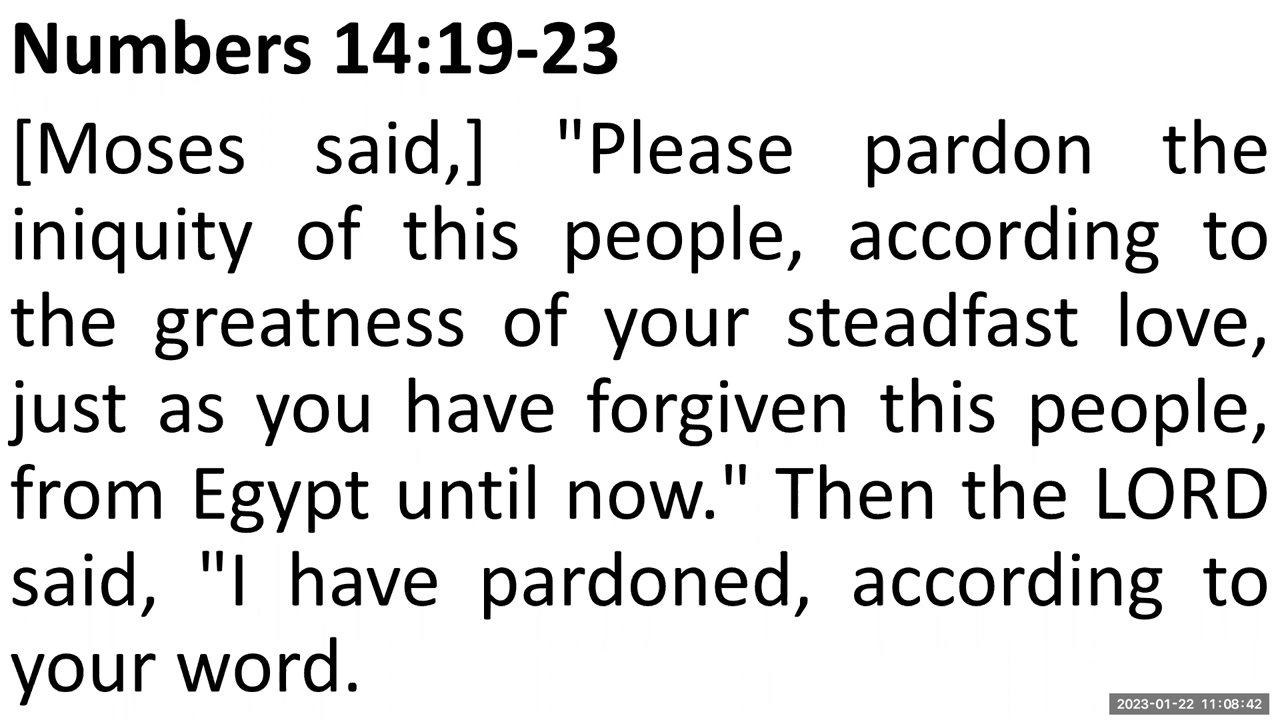 Numbers 14:19-23
[Moses said,] "Please pardon the
iniquity of this people, according to
the greatness of your steadfast love,
just as you have forgiven this people,
from Egypt until now." Then the LORD
said, "I have pardoned, according to
your word.
2023-01-22 11:08:42